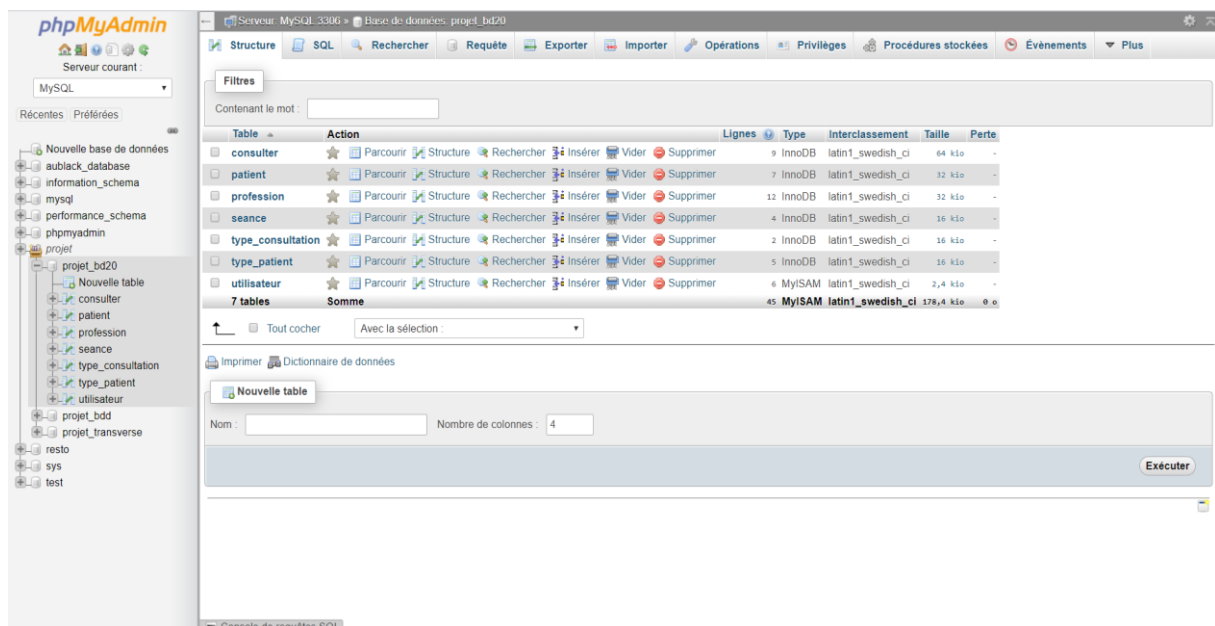 phpMyAdmin
Serveur courant :
MySQL
Récentes Préférées
Nouvelle base de données
aublack_database
information_schema
mysql
performance_schema
phpmyadmin
projet
projet_bd20
Nouvelle table
consulter
patient
profession
seance
type_consultation
type_patient
utilisateur
projet_bdd
projet_transverse
resto
sys
test
Serveur: MySQL:3306 » Base de données: projet_bd20
Structure SQL Rechercher Requête Exporter Importer Opérations Privilèges Procédures stockées Évènements Plus
Filtres
Contenant le mot :
Table Action Lignes Type Interclassement Taille Perte
consulter Parcourir Structure Rechercher Insérer Vider Supprimer 9 InnoDB latin1_swedish_ci 64 kio -
patient Parcourir Structure Rechercher Insérer Vider Supprimer 7 InnoDB latin1_swedish_ci 32 kio -
profession Parcourir Structure Rechercher Insérer Vider Supprimer 12 InnoDB latin1_swedish_ci 32 kio -
seance Parcourir Structure Rechercher Insérer Vider Supprimer 4 InnoDB latin1_swedish_ci 16 kio -
type_consultation Parcourir Structure Rechercher Insérer Vider Supprimer 2 InnoDB latin1_swedish_ci 16 kio -
type_patient Parcourir Structure Rechercher Insérer Vider Supprimer 5 InnoDB latin1_swedish_ci 16 kio -
utilisateur Parcourir Structure Rechercher Insérer Vider Supprimer 6 MyISAM latin1_swedish_ci 2,4 kio -
7 tables Somme 45 MyISAM latin1_swedish_ci 178,4 kio 0 o
Tout cocher Avec la sélection :
Imprimer Dictionnaire de données
Nouvelle table
Nom : Nombre de colonnes : 4
Exécuter
Console de requêtes SQL